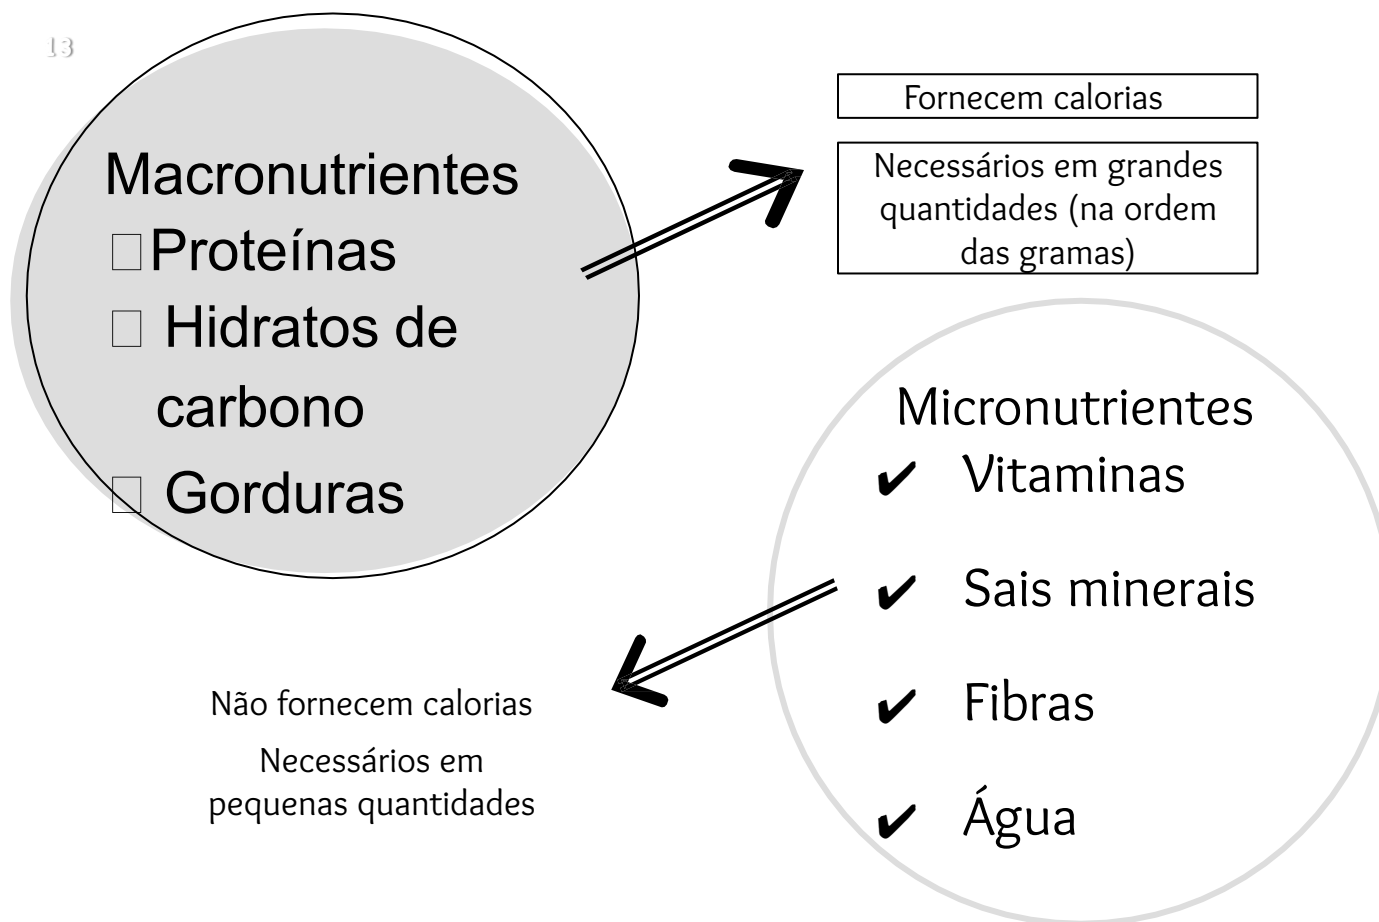 13
Macronutrientes
Proteínas
Hidratos de
carbono
Gorduras
Fornecem calorias
Necessários em grandes
quantidades (na ordem
das gramas)
Micronutrientes
✔ Vitaminas
✔ Sais minerais
✔ Fibras
✔ Água
Não fornecem calorias
Necessários em
pequenas quantidades